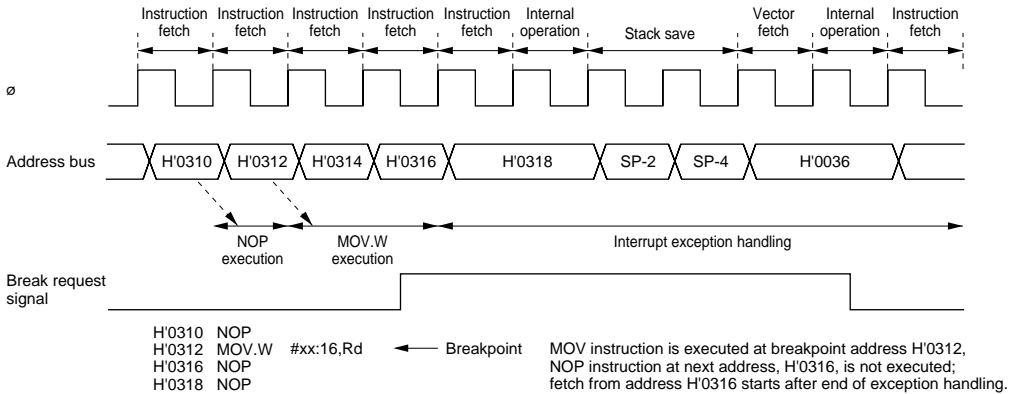 Instruction fetch Instruction fetch Instruction fetch Instruction fetch Instruction fetch Internal operation Stack save Vector fetch Internal operation Instruction fetch
ø
Address bus H'0310 H'0312 H'0314 H'0316 H'0318 SP-2 SP-4 H'0036
NOP execution MOV.W execution Interrupt exception handling
Break request signal
H'0310 NOP
H'0312 MOV.W #xx:16,Rd Breakpoint MOV instruction is executed at breakpoint address H'0312,
H'0316 NOP NOP instruction at next address, H'0316, is not executed;
H'0318 NOP fetch from address H'0316 starts after end of exception handling.